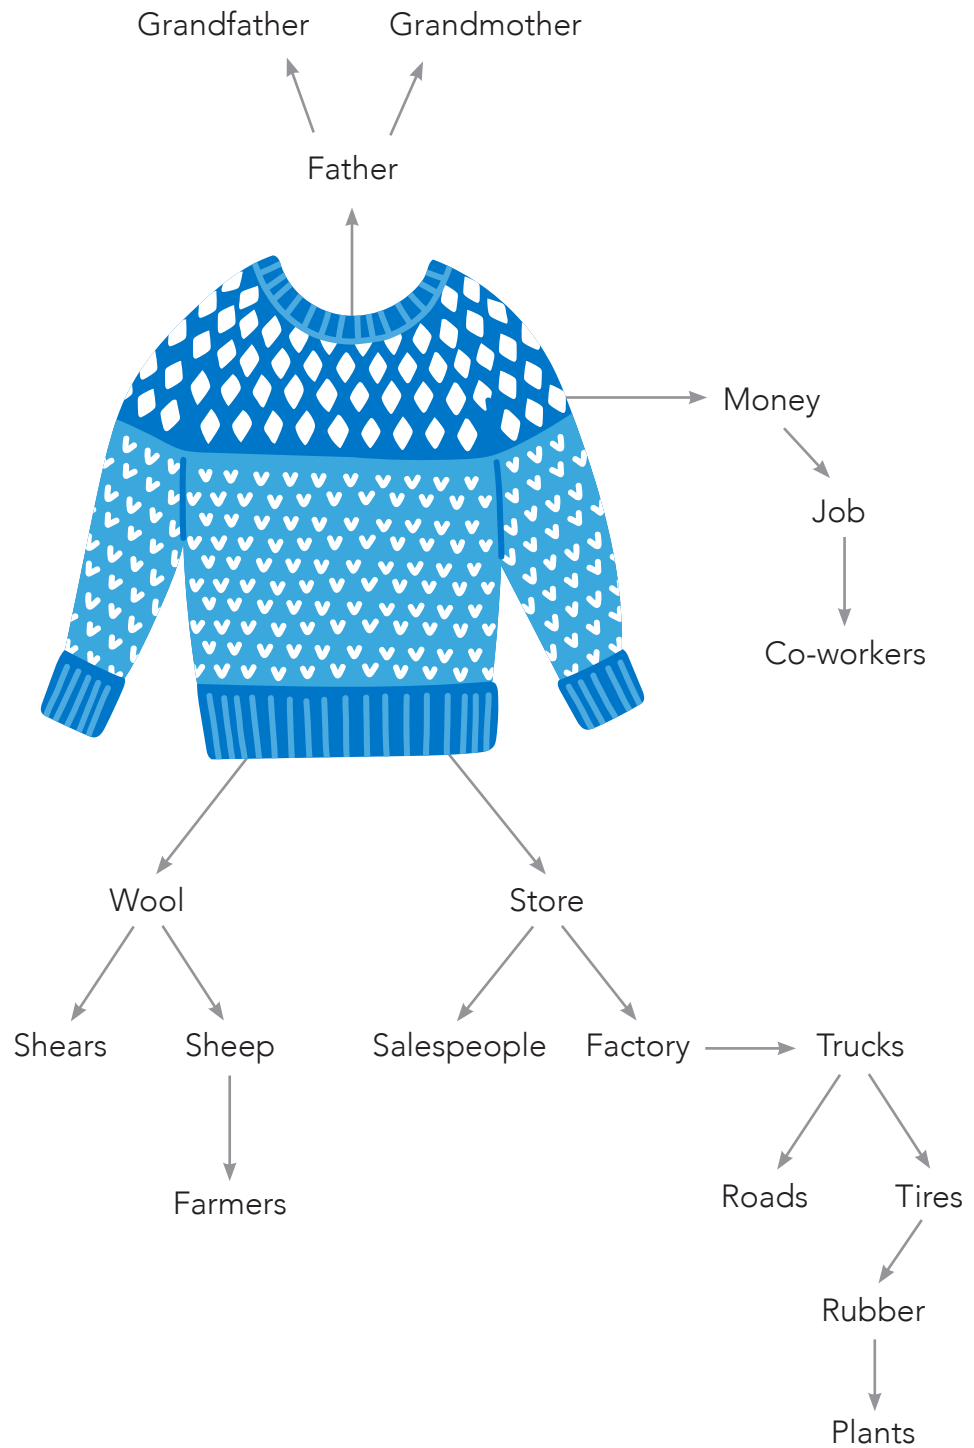 Grandfather Grandmother
Father
Money
Job
Co-workers
Wool Store
Shears Sheep Salespeople Factory Trucks
Farmers Roads Tires
Rubber
Plants